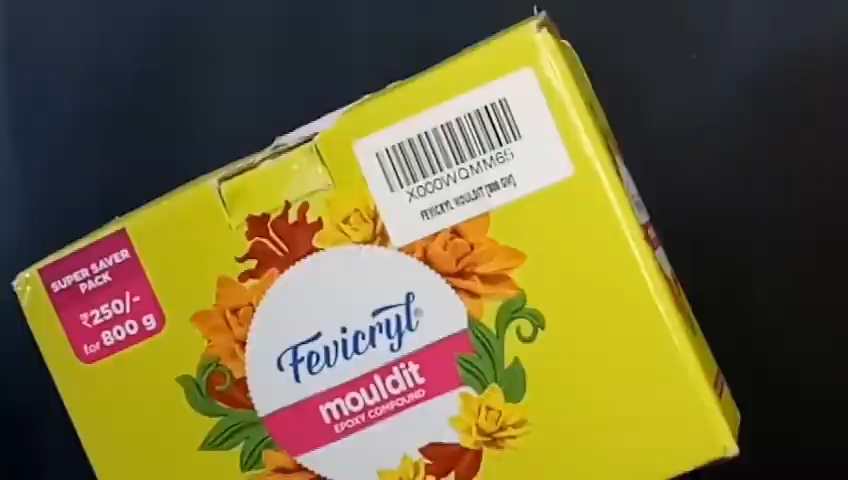 SUPER SAVER
PACK
₹250/-
for 800 g
X000WQMM65
FEVICRYL MOULDIT [800 GM]
Fevicryl®
mouldit
EPOXY COMPOUND